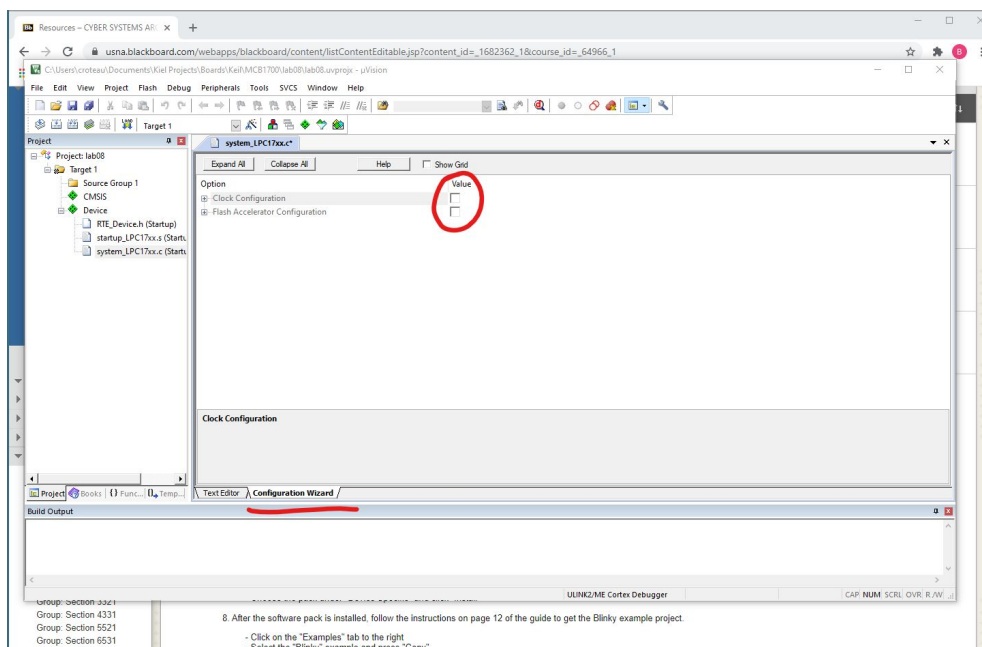 Resources – CYBER SYSTEMS AR
usna.blackboard.com/webapps/blackboard/content/listContentEditable.jsp?content_id=_1682362_1&course_id=_64966_1
B
C:\Users\croteau\Documents\Kiel Projects\Boards\Keil\MCB1700\lab08\lab08.uvprojx - µVision
File Edit View Project Flash Debug Peripherals Tools SVCS Window Help
Target 1
Project
system_LPC17xx.c*
Project: lab08
Target 1
Source Group 1
CMSIS
Device
RTE_Device.h (Startup)
startup_LPC17xx.s (Startu
system_LPC17xx.c (Startu
Expand All Collapse All Help Show Grid
Option Value
Clock Configuration
Flash Accelerator Configuration
Clock Configuration
Project Books {} Func... Temp...
Text Editor Configuration Wizard
Build Output
ULINK2/ME Cortex Debugger CAP NUM SCRL OVR R/W
Group: Section 3321
Group: Section 4331
Group: Section 5521
Group: Section 6531
8. After the software pack is installed, follow the instructions on page 12 of the guide to get the Blinky example project.
- Click on the "Examples" tab to the right
- Select the "Blinky" example and press "Copy"